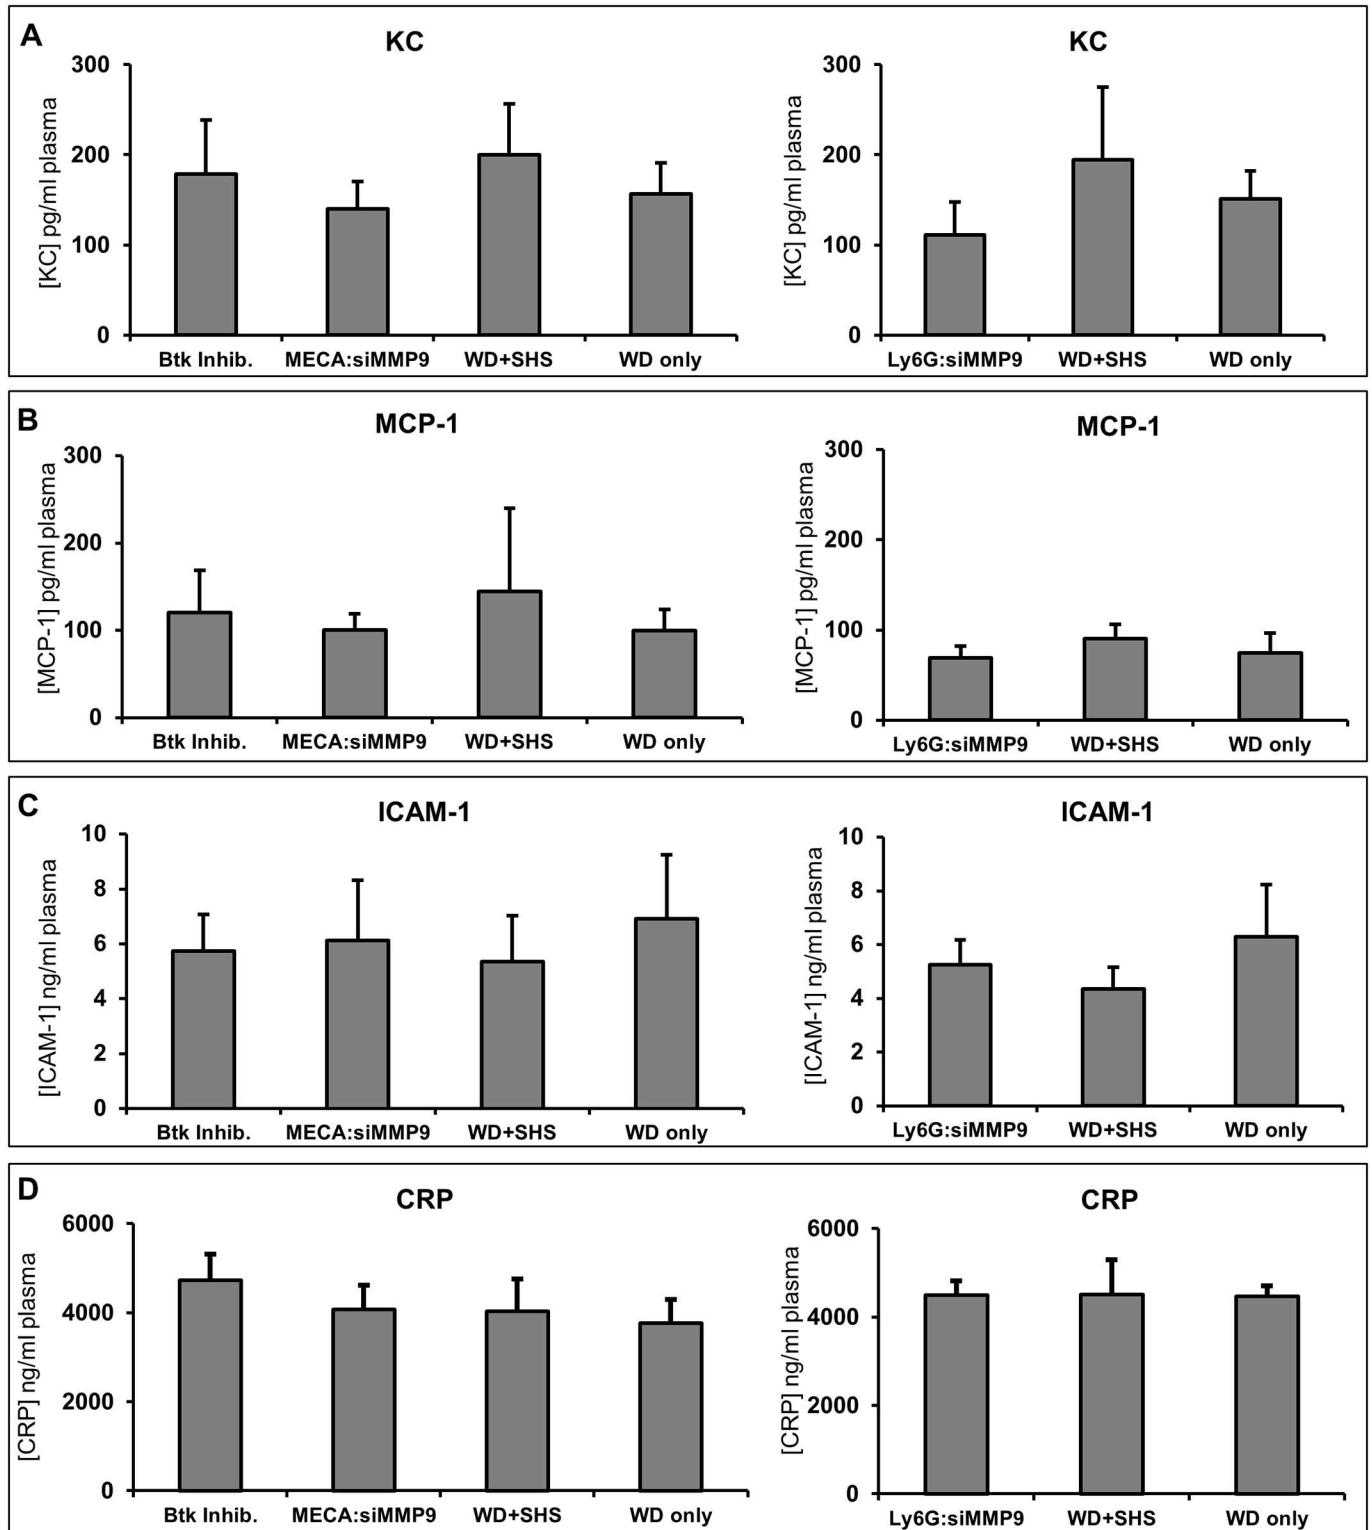 A
KC
[KC] pg/ml plasma
300
200
100
0
Btk Inhib. MECA:siMMP9 WD+SHS WD only
KC
[KC] pg/ml plasma
300
200
100
0
Ly6G:siMMP9 WD+SHS WD only
B
MCP-1
[MCP-1] pg/ml plasma
300
200
100
0
Btk Inhib. MECA:siMMP9 WD+SHS WD only
MCP-1
[MCP-1] pg/ml plasma
300
200
100
0
Ly6G:siMMP9 WD+SHS WD only
C
ICAM-1
[ICAM-1] ng/ml plasma
10
8
6
4
2
0
Btk Inhib. MECA:siMMP9 WD+SHS WD only
ICAM-1
[ICAM-1] ng/ml plasma
10
8
6
4
2
0
Ly6G:siMMP9 WD+SHS WD only
D
CRP
[CRP] ng/ml plasma
6000
4000
2000
0
Btk Inhib. MECA:siMMP9 WD+SHS WD only
CRP
[CRP] ng/ml plasma
6000
4000
2000
0
Ly6G:siMMP9 WD+SHS WD only